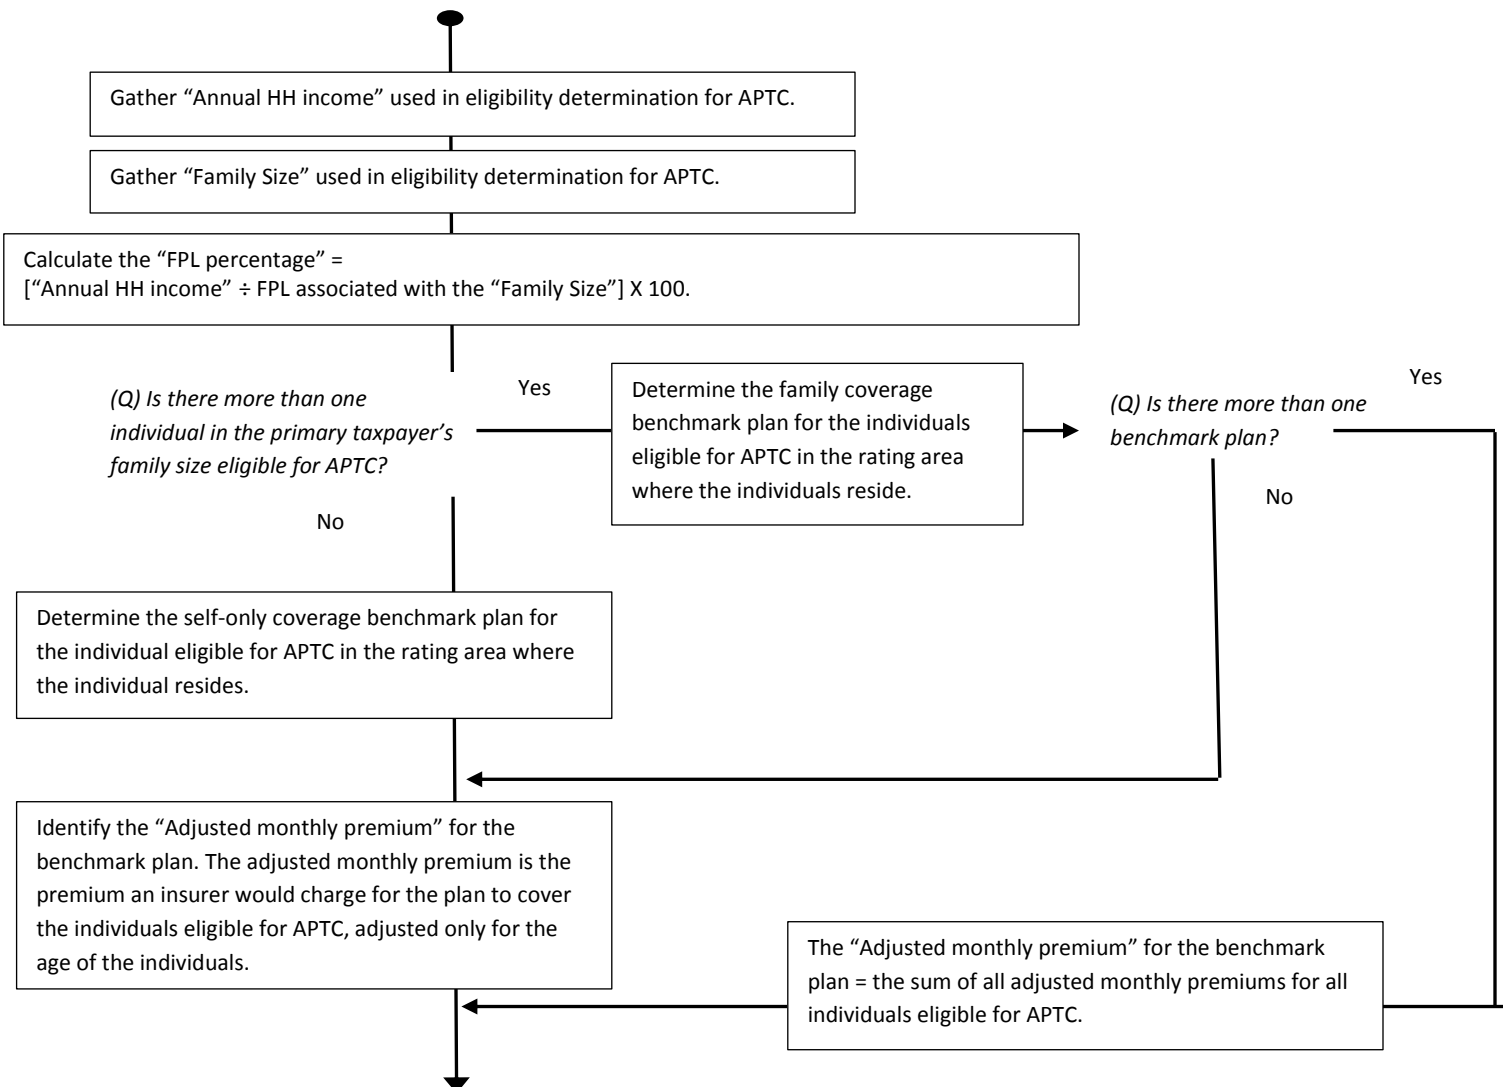 Gather “Annual HH income” used in eligibility determination for APTC.
Gather “Family Size” used in eligibility determination for APTC.
Calculate the “FPL percentage” =
[“Annual HH income” ÷ FPL associated with the “Family Size”] X 100.
(Q) Is there more than one
individual in the primary taxpayer’s
family size eligible for APTC?
Yes
No
Determine the family coverage
benchmark plan for the individuals
eligible for APTC in the rating area
where the individuals reside.
(Q) Is there more than one
benchmark plan?
Yes
No
Determine the self-only coverage benchmark plan for
the individual eligible for APTC in the rating area where
the individual resides.
Identify the “Adjusted monthly premium” for the
benchmark plan. The adjusted monthly premium is the
premium an insurer would charge for the plan to cover
the individuals eligible for APTC, adjusted only for the
age of the individuals.
The “Adjusted monthly premium” for the benchmark
plan = the sum of all adjusted monthly premiums for all
individuals eligible for APTC.